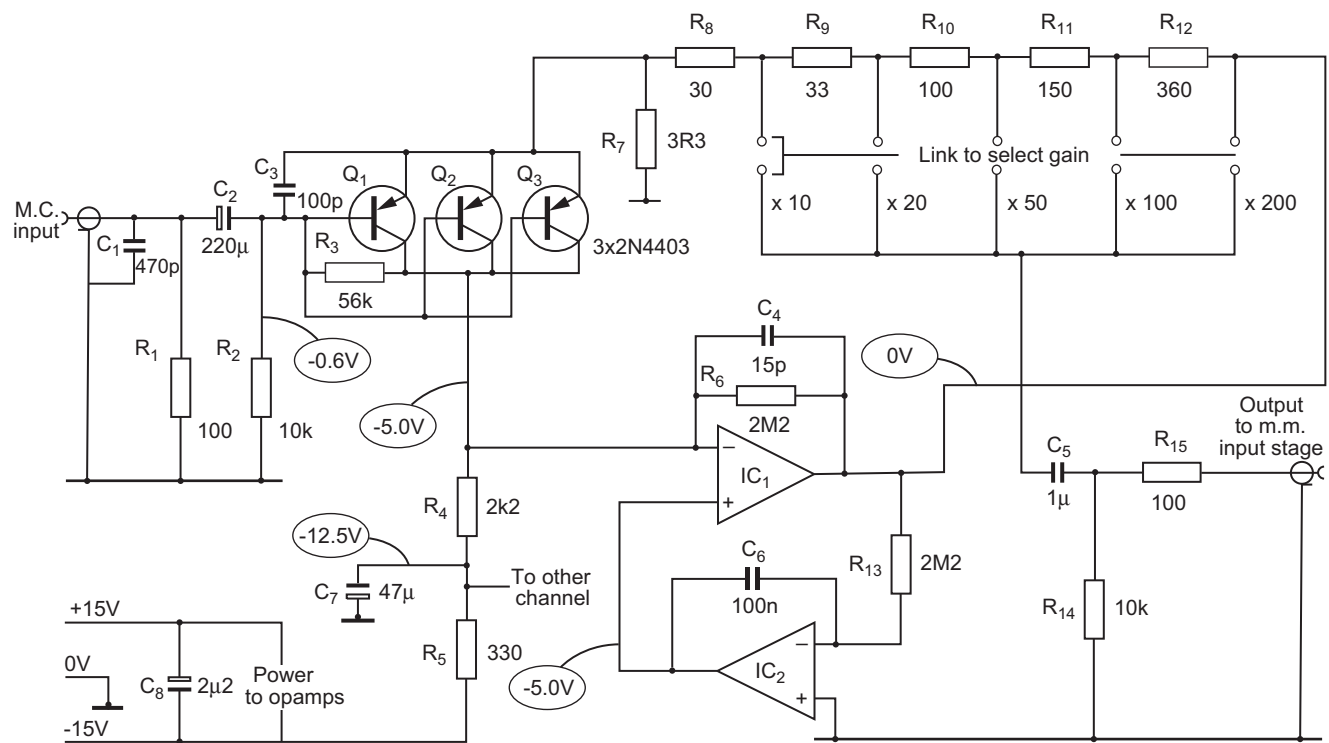 R8
R9
R10
R11
R12
30
33
100
150
360
R7
3R3
Link to select gain
x 10
x 20
x 50
x 100
x 200
C3
100p
Q1
Q2
Q3
3x2N4403
M.C.
input
C1
470p
C2
220µ
R3
56k
R1
100
R2
10k
-0.6V
-5.0V
C4
15p
R6
2M2
0V
IC1
−
+
Output
to m.m.
input stage
C5
1µ
R15
100
R4
2k2
-12.5V
C7
47µ
To other
channel
C6
100n
R13
2M2
R14
10k
R5
330
-5.0V
IC2
−
+
+15V
0V
-15V
C8
2µ2
Power
to opamps